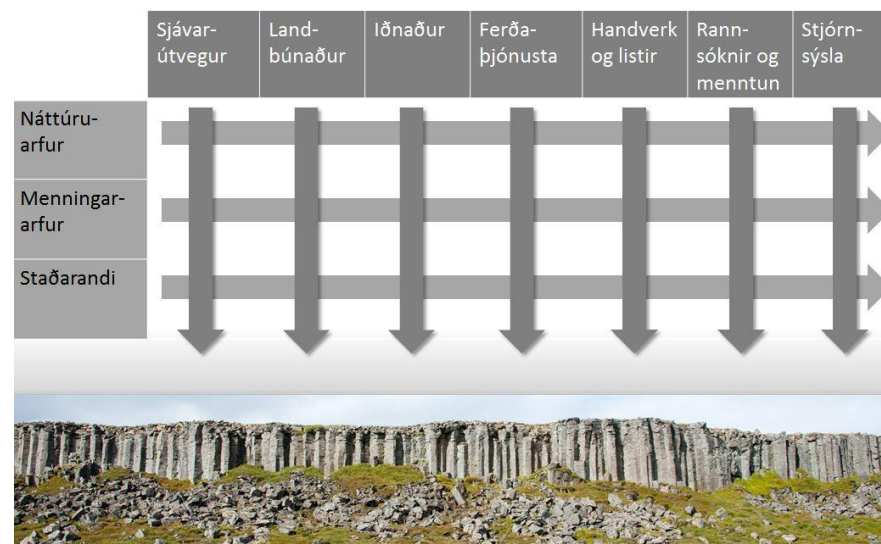 Sjávar-
útvegur
Land-
búnaður
Iðnaður
Ferða-
þjónusta
Handverk
og listir
Rann-
sóknir og
menntun
Stjórn-
sýsla
Náttúru-
arfur
Menningar-
arfur
Staðarandi